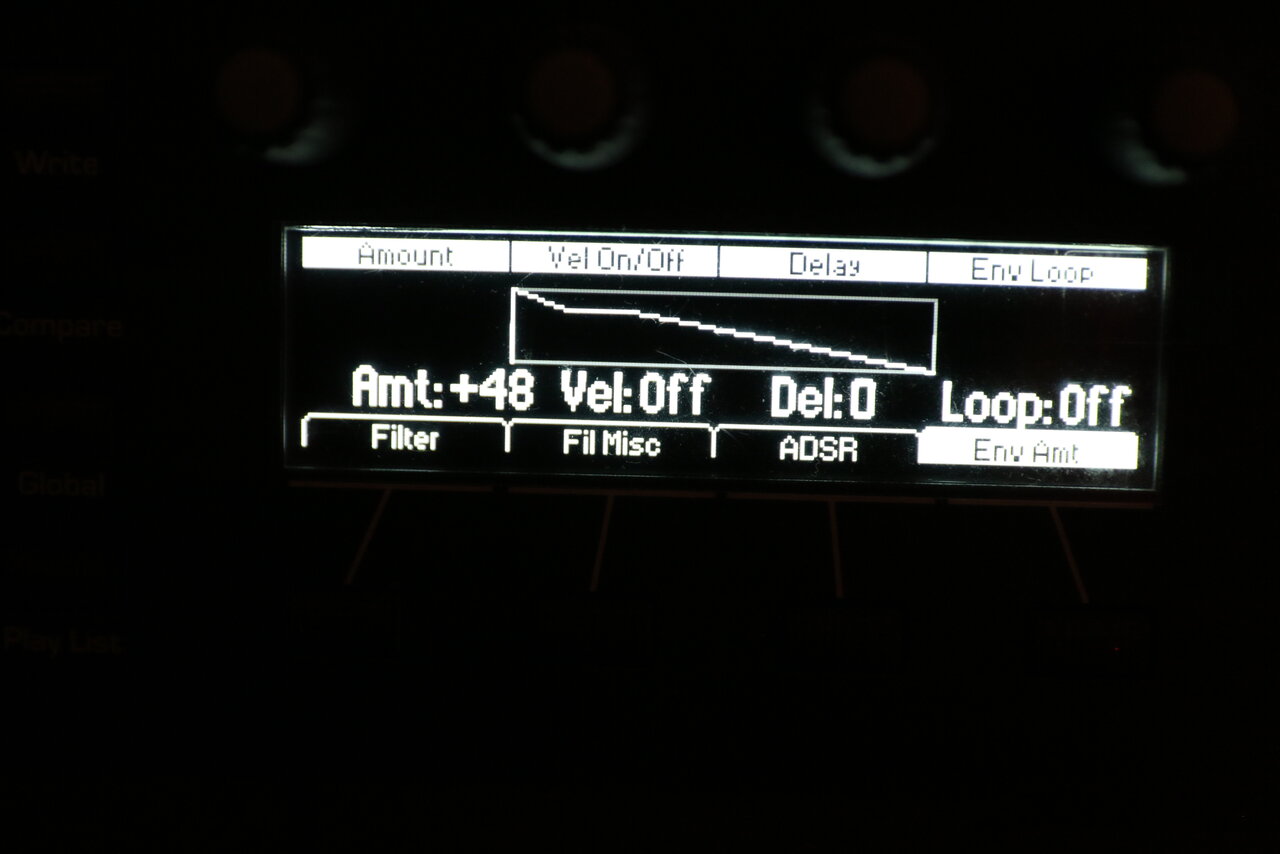 Write
Amount Vel On/Off Delay Env Loop
Compare
Amt:+48 Vel:Off Del:0 Loop:Off
Filter Fil Misc ADSR Env Amt
Global
Play List